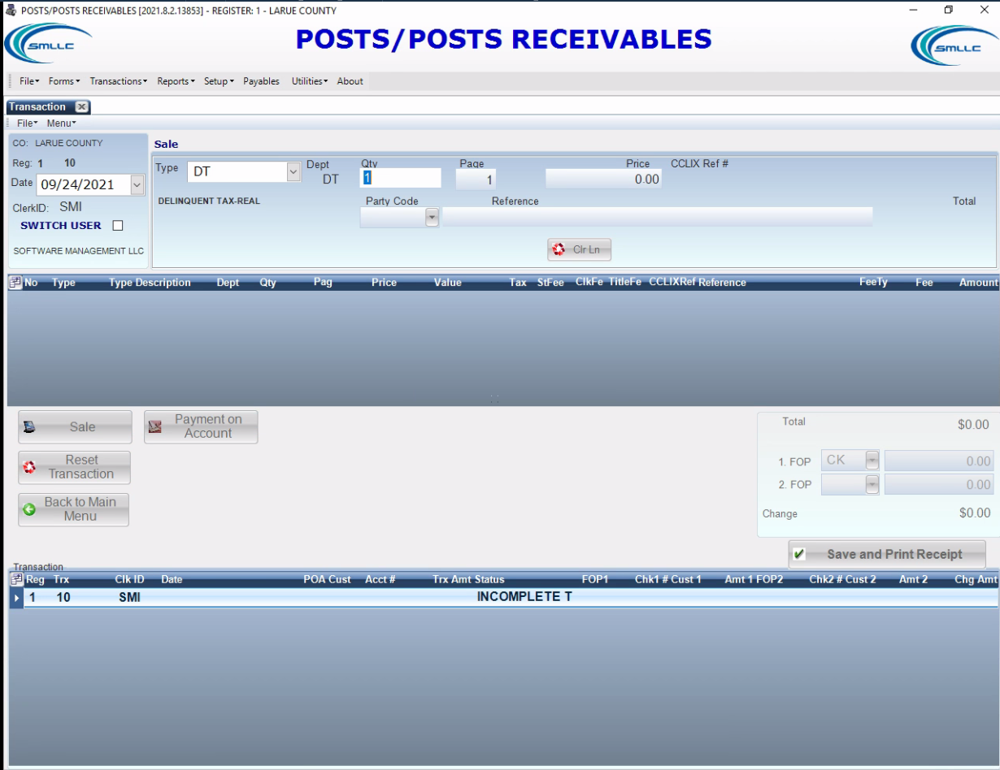 POSTS/POSTS RECEIVABLES [2021.8.2.13853] - REGISTER: 1 - LARUE COUNTY
SMLLC
POSTS/POSTS RECEIVABLES
SMLLC
File Forms Transactions Reports Setup Payables Utilities About
Transaction
File Menu
CO: LARUE COUNTY
Reg: 1 10
Date 09/24/2021
ClerkID: SMI
SWITCH USER
SOFTWARE MANAGEMENT LLC
Sale
Type DT Dept Qty Page Price CCLIX Ref #
DT 1 1 0.00
DELINQUENT TAX-REAL Party Code Reference Total
Clr Ln
No Type Type Description Dept Qty Pag Price Value Tax StFee ClkFe TitleFe CCLIXRef Reference FeeTy Fee Amount
Sale
Payment on
Account
Reset
Transaction
Back to Main
Menu
Total $0.00
1. FOP CK 0.00
2. FOP 0.00
Change $0.00
Save and Print Receipt
Transaction
Reg Trx Clk ID Date POA Cust Acct # Trx Amt Status FOP1 Chk1 # Cust 1 Amt 1 FOP2 Chk2 # Cust 2 Amt 2 Chg Amt
1 10 SMI INCOMPLETE T